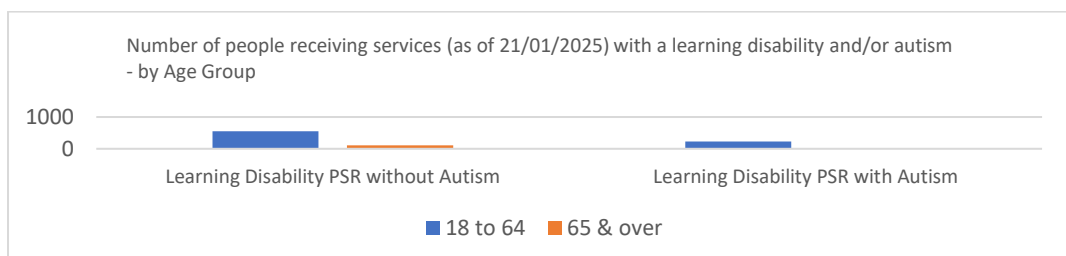 Number of people receiving services (as of 21/01/2025) with a learning disability and/or autism
- by Age Group
1000
0
Learning Disability PSR without Autism
Learning Disability PSR with Autism
18 to 64
65 & over